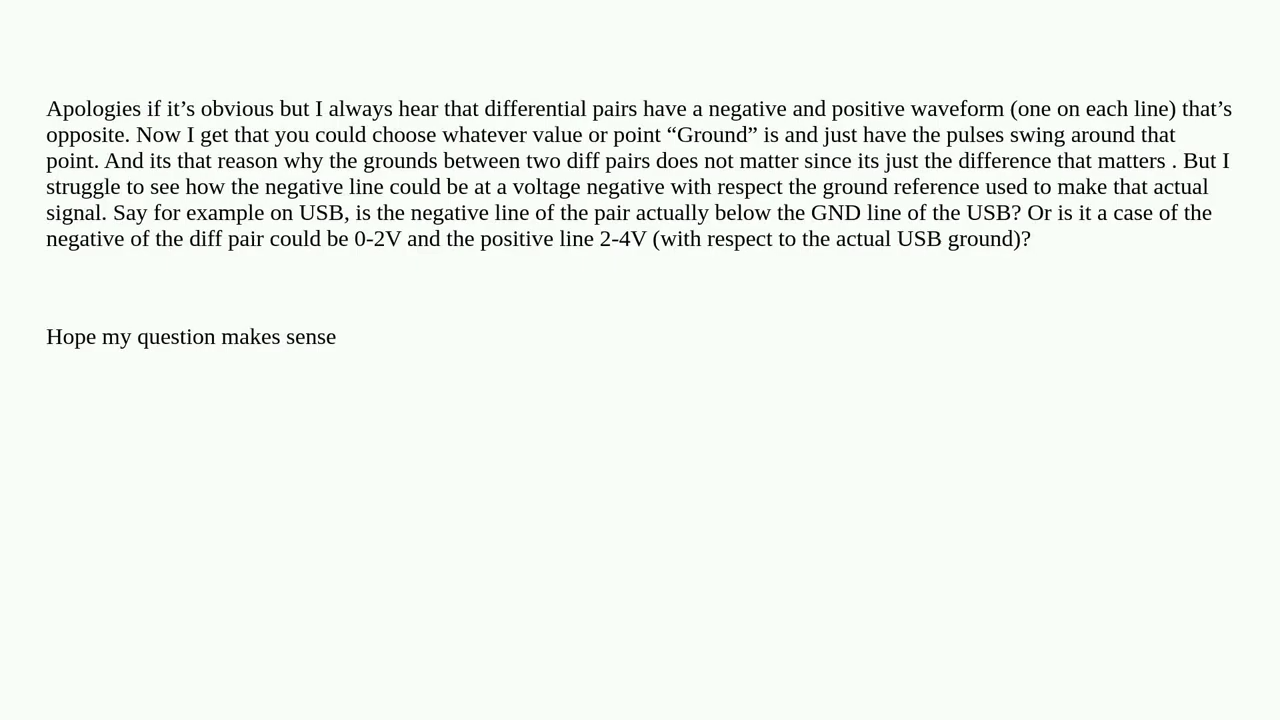 Apologies if it’s obvious but I always hear that differential pairs have a negative and positive waveform (one on each line) that’s
opposite. Now I get that you could choose whatever value or point “Ground” is and just have the pulses swing around that
point. And its that reason why the grounds between two diff pairs does not matter since its just the difference that matters . But I
struggle to see how the negative line could be at a voltage negative with respect the ground reference used to make that actual
signal. Say for example on USB, is the negative line of the pair actually below the GND line of the USB? Or is it a case of the
negative of the diff pair could be 0-2V and the positive line 2-4V (with respect to the actual USB ground)?
Hope my question makes sense